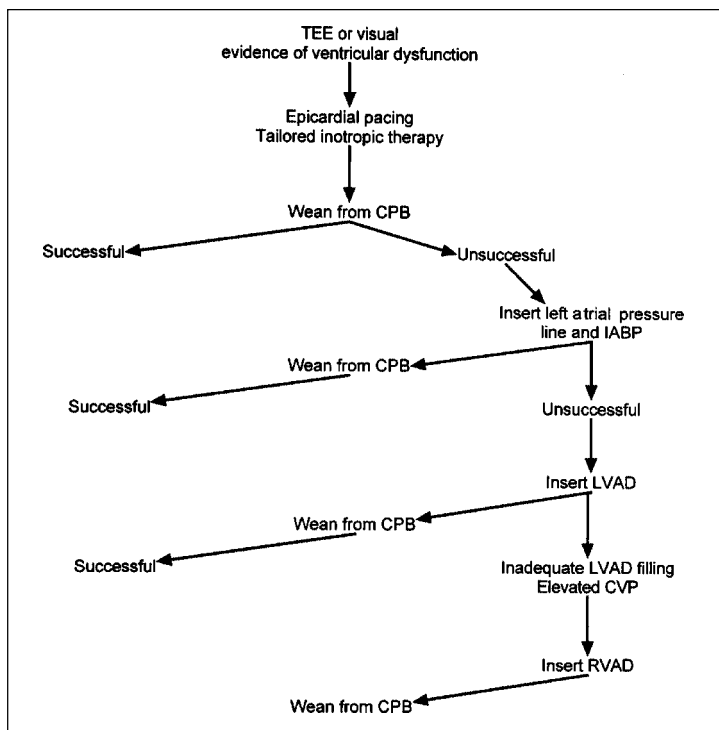 TEE or visual
evidence of ventricular dysfunction
Epicardial pacing
Tailored inotropic therapy
Wean from CPB
Successful
Unsuccessful
Insert left atrial pressure
line and IABP
Wean from CPB
Successful
Unsuccessful
Insert LVAD
Wean from CPB
Successful
Inadequate LVAD filling
Elevated CVP
Insert RVAD
Wean from CPB